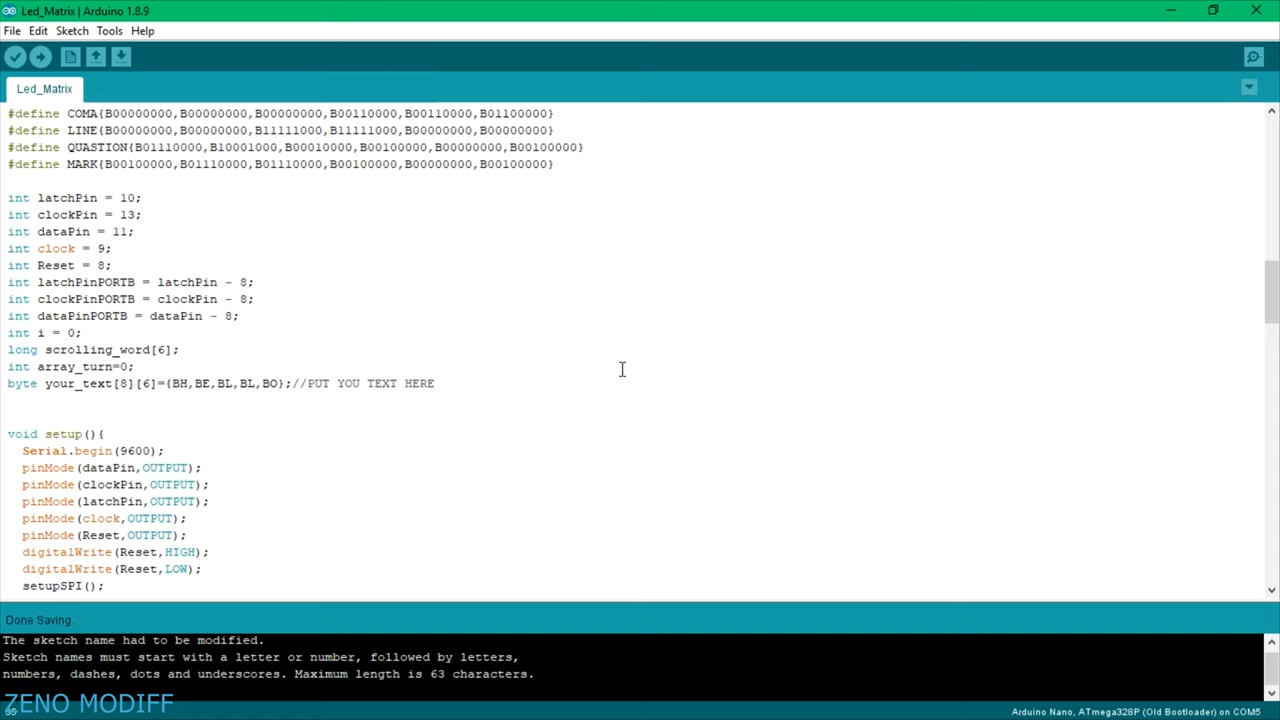 Led_Matrix | Arduino 1.8.9
File Edit Sketch Tools Help
Led_Matrix
#define COMA{B00000000,B00000000,B00000000,B00110000,B00110000,B01100000}
#define LINE{B00000000,B00000000,B11111000,B11111000,B00000000,B00000000}
#define QUASTION{B01110000,B10001000,B00010000,B00100000,B00000000,B00100000}
#define MARK{B00100000,B01110000,B01110000,B00100000,B00000000,B00100000}
int latchPin = 10;
int clockPin = 13;
int dataPin = 11;
int clock = 9;
int Reset = 8;
int latchPinPORTB = latchPin - 8;
int clockPinPORTB = clockPin - 8;
int dataPinPORTB = dataPin - 8;
int i = 0;
long scrolling_word[6];
int array_turn=0;
byte your_text[8][6]={BH,BE,BL,BL,BO};//PUT YOU TEXT HERE
void setup(){
Serial.begin(9600);
pinMode(dataPin,OUTPUT);
pinMode(clockPin,OUTPUT);
pinMode(latchPin,OUTPUT);
pinMode(clock,OUTPUT);
pinMode(Reset,OUTPUT);
digitalWrite(Reset,HIGH);
digitalWrite(Reset,LOW);
setupSPI();
Done Saving.
The sketch name had to be modified.
Sketch names must start with a letter or number, followed by letters,
numbers, dashes, dots and underscores. Maximum length is 63 characters.
ZENO MODIFF
Arduino Nano, ATmega328P (Old Bootloader) on COM5